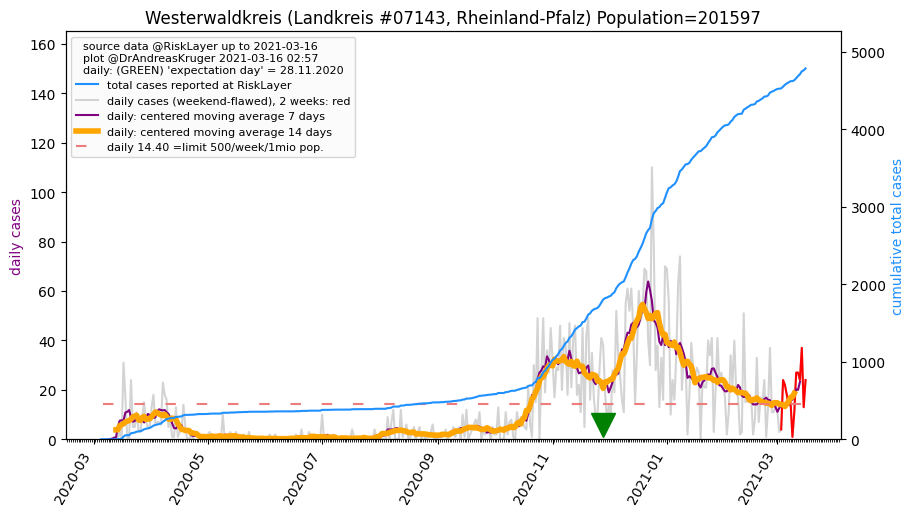 Westerwaldkreis (Landkreis #07143, Rheinland-Pfalz) Population=201597
source data @RiskLayer up to 2021-03-16
plot @DrAndreasKruger 2021-03-16 02:57
daily: (GREEN) 'expectation day' = 28.11.2020
total cases reported at RiskLayer
daily cases (weekend-flawed), 2 weeks: red
daily: centered moving average 7 days
daily: centered moving average 14 days
daily 14.40 =limit 500/week/1mio pop.
daily cases
160
140
120
100
80
60
40
20
0
cumulative total cases
5000
4000
3000
2000
1000
0
2020-03
2020-05
2020-07
2020-09
2020-11
2021-01
2021-03